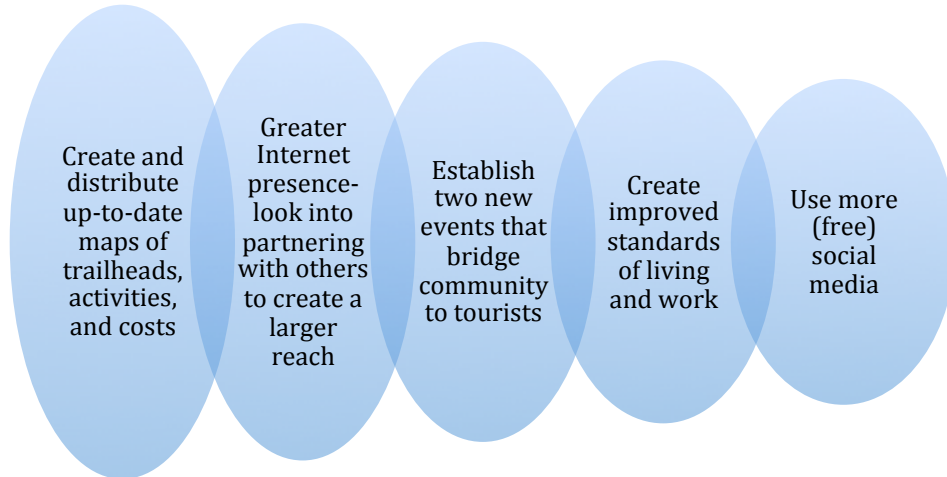 Create and
distribute
up-to-date
maps of
trailheads,
activities,
and costs
Greater
Internet
presence-
look into
partnering
with others
to create a
larger
reach
Establish
two new
events that
bridge
community
to tourists
Create
improved
standards
of living
and work
Use more
(free)
social
media